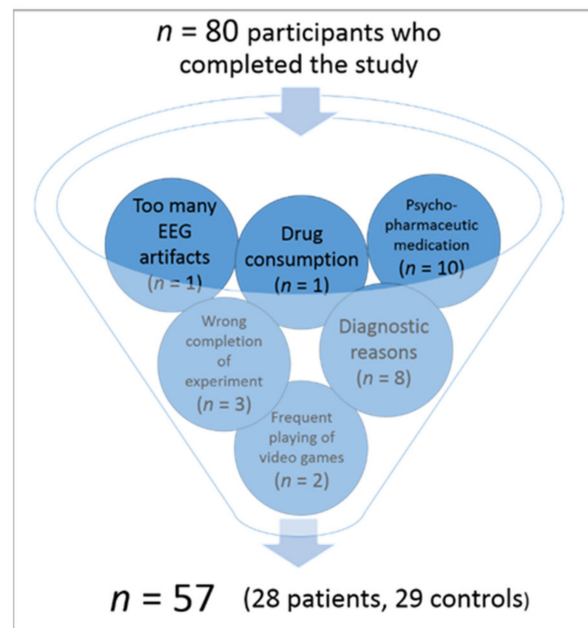 n = 80 participants who
completed the study
Too many
EEG
artifacts
(n = 1)
Drug
consumption
(n = 1)
Psycho-
pharmaceutic
medication
(n = 10)
Wrong
completion
of
experiment
(n = 3)
Diagnostic
reasons
(n = 8)
Frequent
playing of
video games
(n = 2)
n = 57 (28 patients, 29 controls)